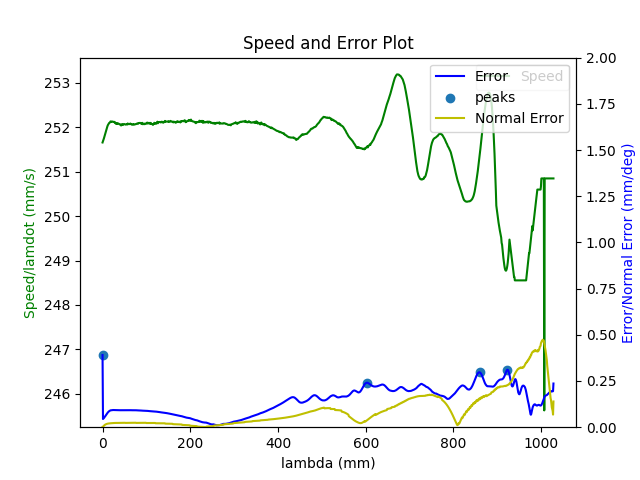 Speed and Error Plot
253
252
251
250
249
248
247
246
Speed/lamdot (mm/s)
Error
Speed
peaks
Normal Error
2.00
1.75
1.50
1.25
1.00
0.75
0.50
0.25
0.00
Error/Normal Error (mm/deg)
0
200
400
600
800
1000
lambda (mm)